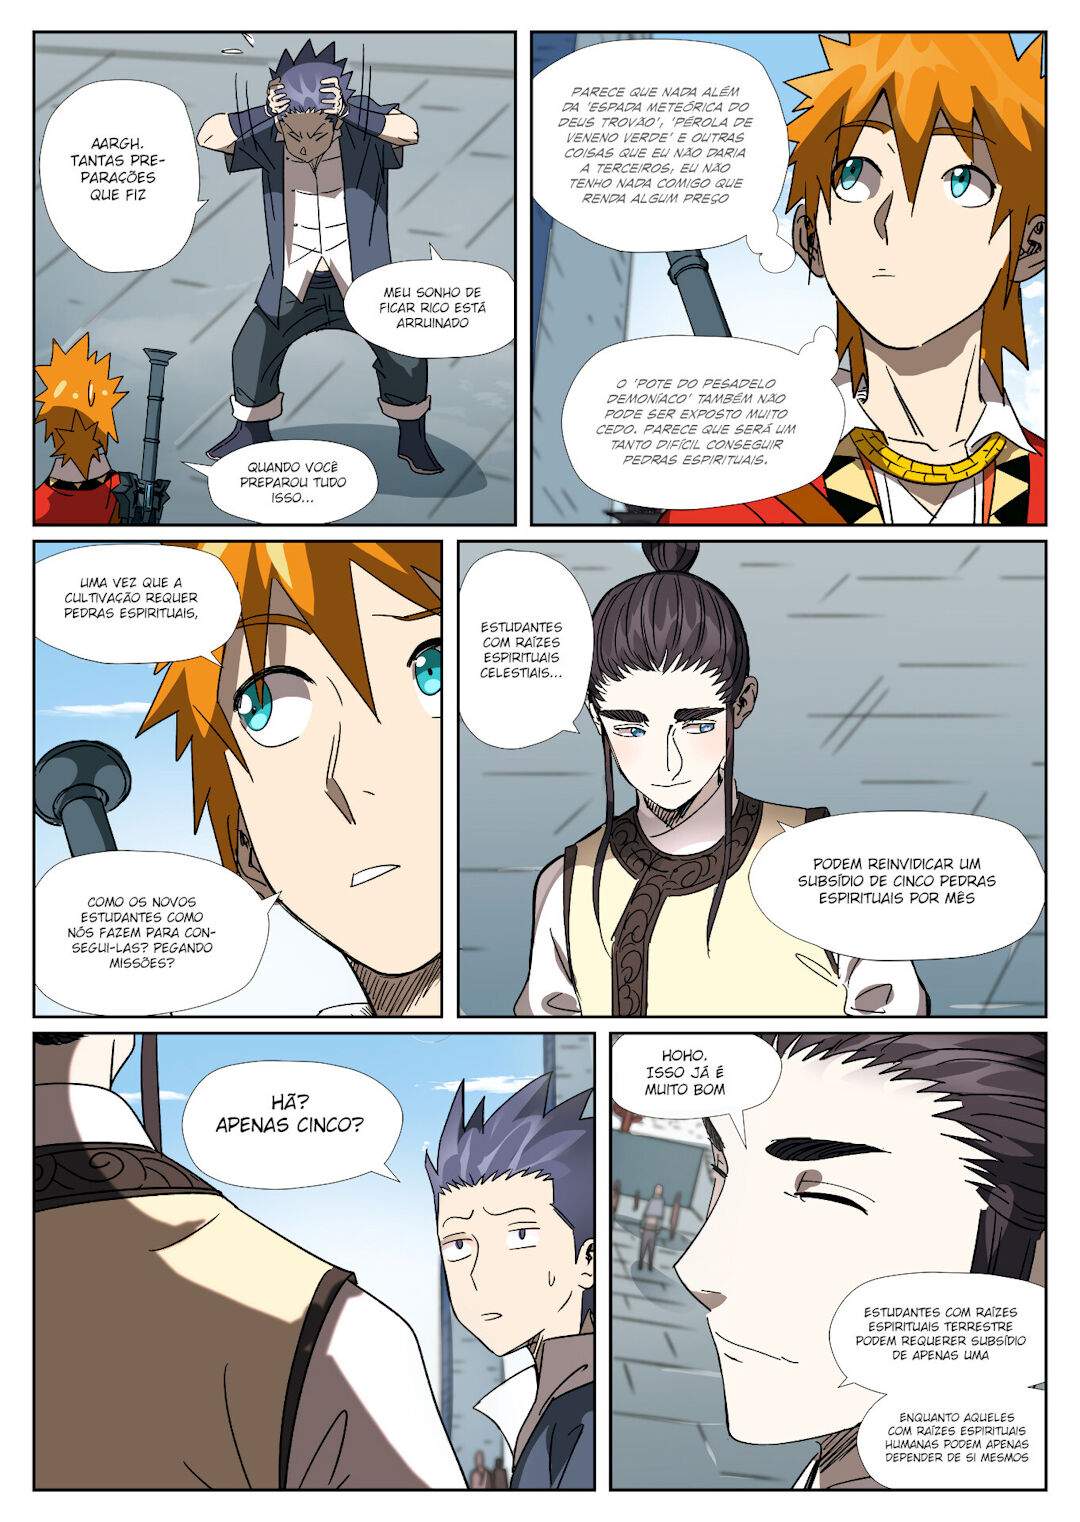 AARGH.
TANTAS PRE-
PARAÇÕES
QUE FIZ
MEU SONHO DE
FICAR RICO ESTÁ
ARRUINADO
QUANDO VOCÊ
PREPAROU TUDO
ISSO...
PARECE QUE NADA ALÉM
DA 'ESPADA METEÓRICA DO
DEUS TROVÃO', 'PÉROLA DE
VENENO VERDE' E OUTRAS
COISAS QUE EU NÃO DARIA
A TERCEIROS, EU NÃO
TENHO NADA COMIGO QUE
RENDA ALGUM PREÇO
O 'POTE DO PESADELO
DEMONÍACO' TAMBÉM NÃO
PODE SER EXPOSTO MUITO
CEDO. PARECE QUE SERÁ UM
TANTO DIFÍCIL CONSEGUIR
PEDRAS ESPIRITUAIS.
UMA VEZ QUE A
CULTIVAÇÃO REQUER
PEDRAS ESPIRITUAIS,
COMO OS NOVOS
ESTUDANTES COMO
NÓS FAZEM PARA CON-
SEGUI-LAS? PEGANDO
MISSÕES?
ESTUDANTES
COM RAÍZES
ESPIRITUAIS
CELESTIAIS...
PODEM REINVIDICAR UM
SUBSÍDIO DE CINCO PEDRAS
ESPIRITUAIS POR MÊS
HÃ?
APENAS CINCO?
HOHO.
ISSO JÁ É
MUITO BOM
ESTUDANTES COM RAÍZES
ESPIRITUAIS TERRESTRE
PODEM REQUERER SUBSÍDIO
DE APENAS UMA
ENQUANTO AQUELES
COM RAÍZES ESPIRITUAIS
HUMANAS PODEM APENAS
DEPENDER DE SI MESMOS